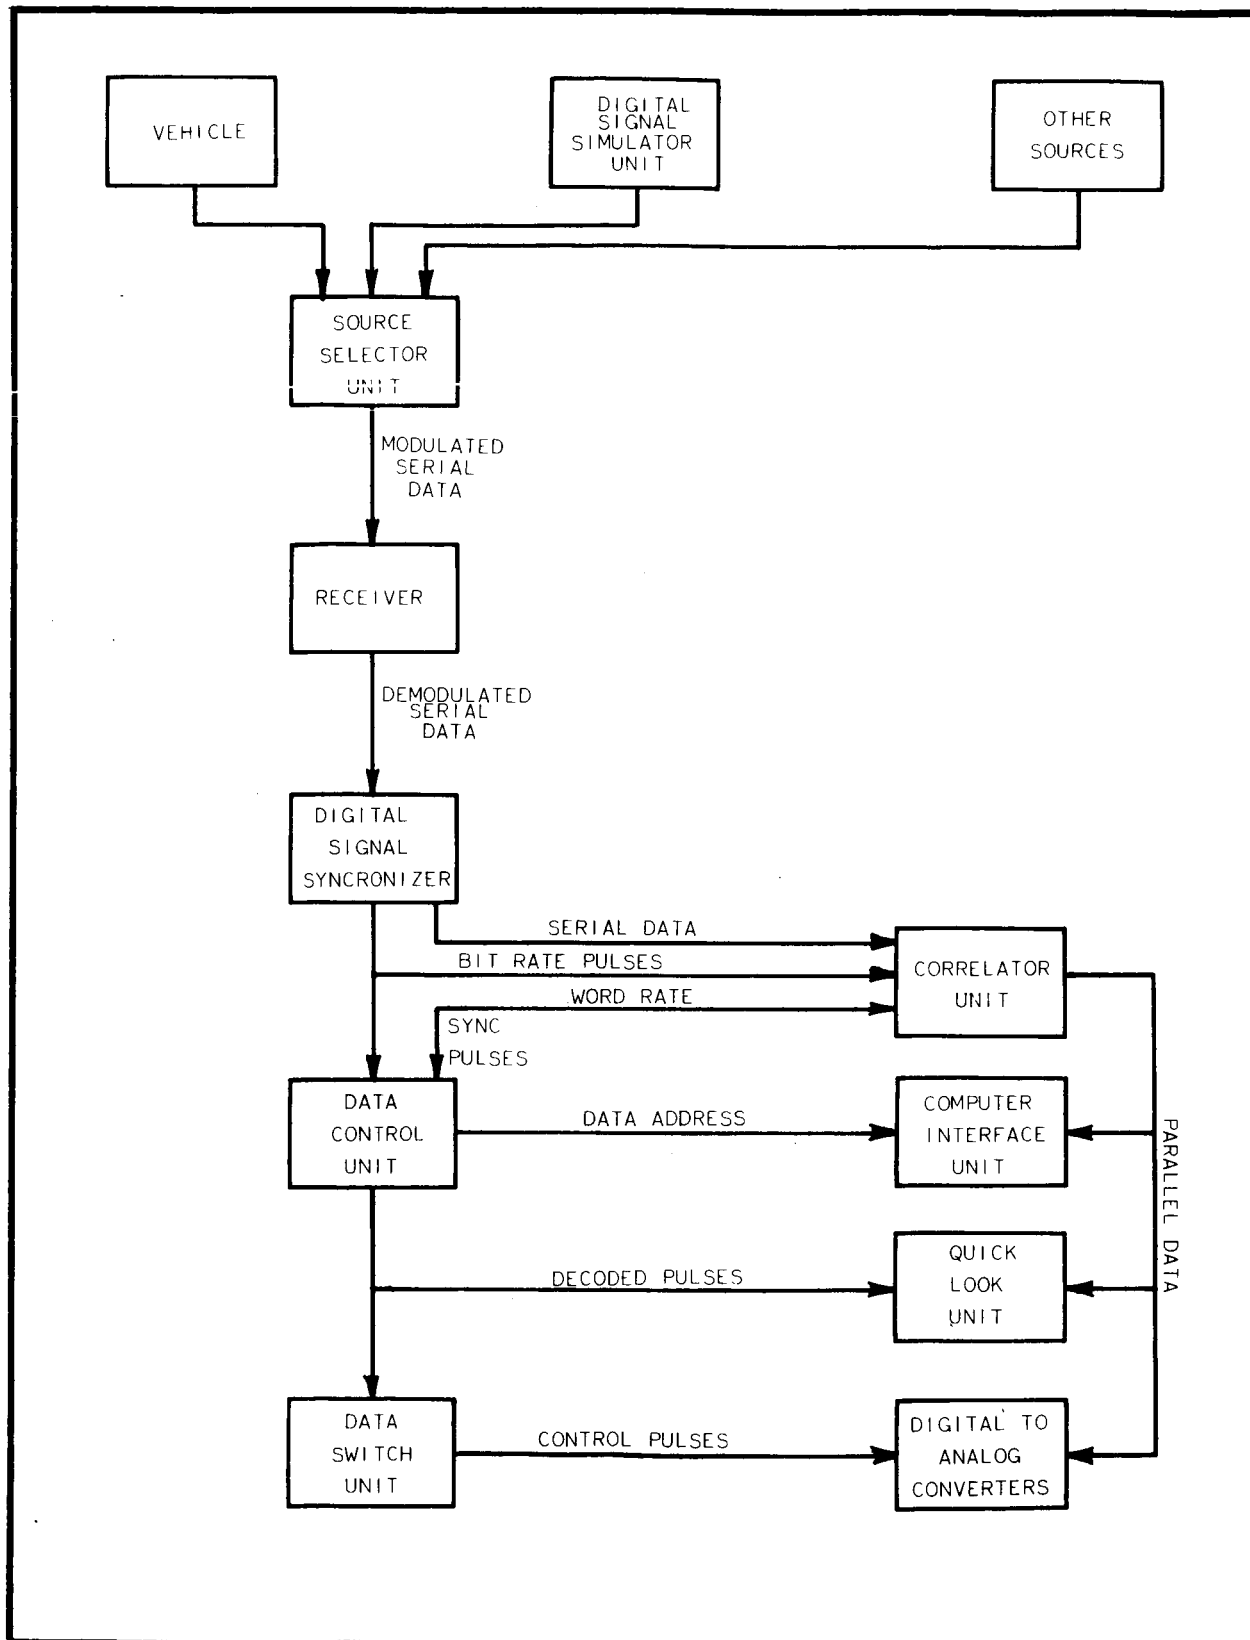 VEHICLE
DIGITAL
SIGNAL
SIMULATOR
UNIT
OTHER
SOURCES
SOURCE
SELECTOR
UNIT
MODULATED
SERIAL
DATA
RECEIVER
DEMODULATED
SERIAL
DATA
DIGITAL
SIGNAL
SYNCRONIZER
SERIAL DATA
BIT RATE PULSES
WORD RATE
SYNC
PULSES
CORRELATOR
UNIT
DATA
CONTROL
UNIT
DATA ADDRESS
COMPUTER
INTERFACE
UNIT
PARALLEL DATA
DECODED PULSES
QUICK
LOOK
UNIT
DATA
SWITCH
UNIT
CONTROL PULSES
DIGITAL TO
ANALOG
CONVERTERS